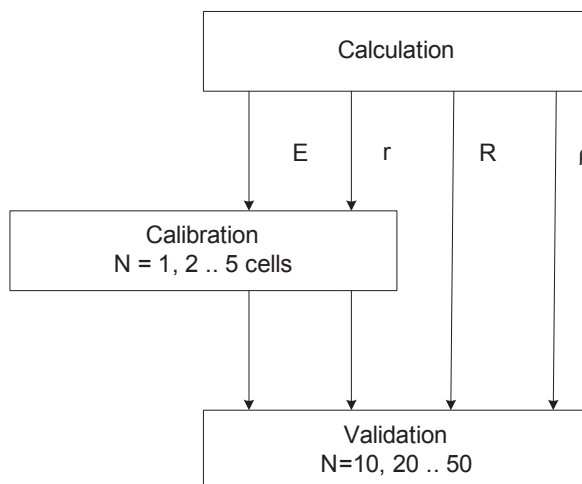 Calculation
E
r
R
Calibration
N = 1, 2 .. 5 cells
Validation
N=10, 20 .. 50